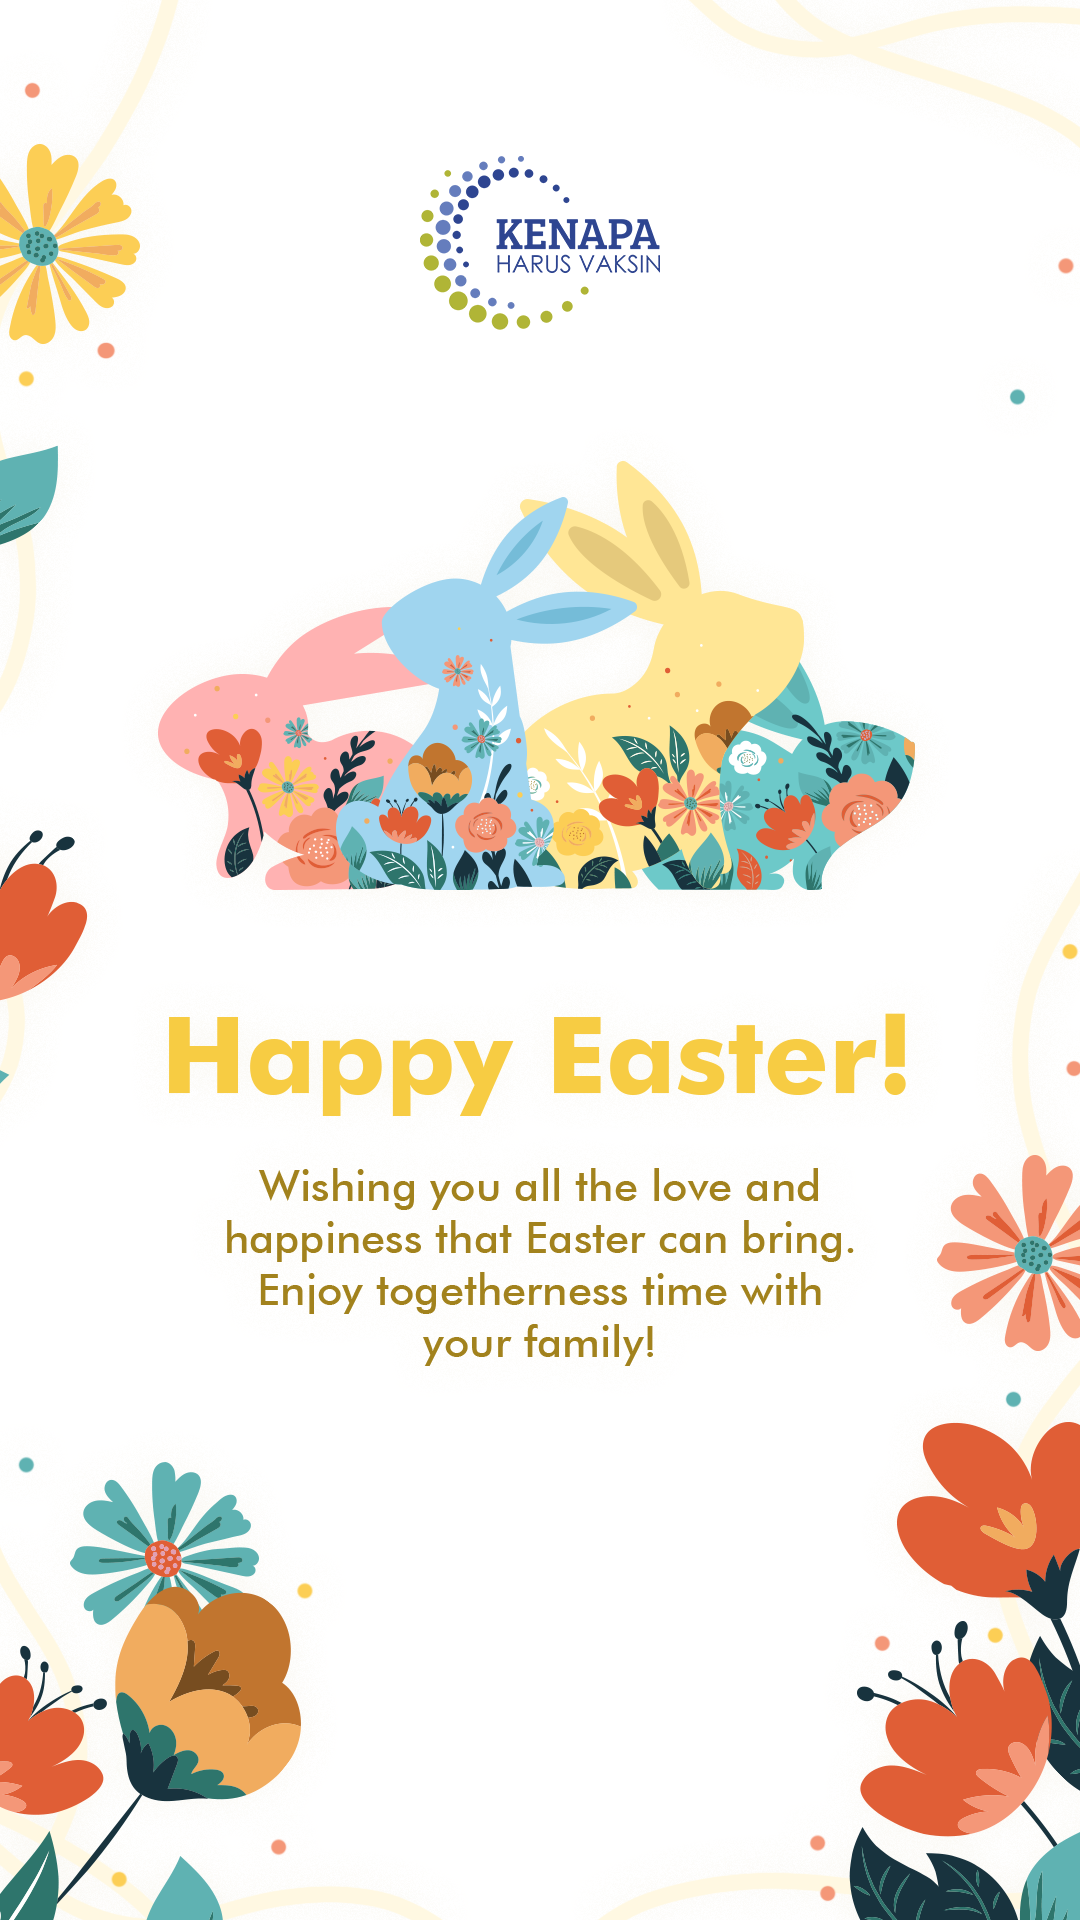 KENAPA
HARUS VAKSIN
Happy Easter!
Wishing you all the love and
happiness that Easter can bring.
Enjoy togetherness time with
your family!